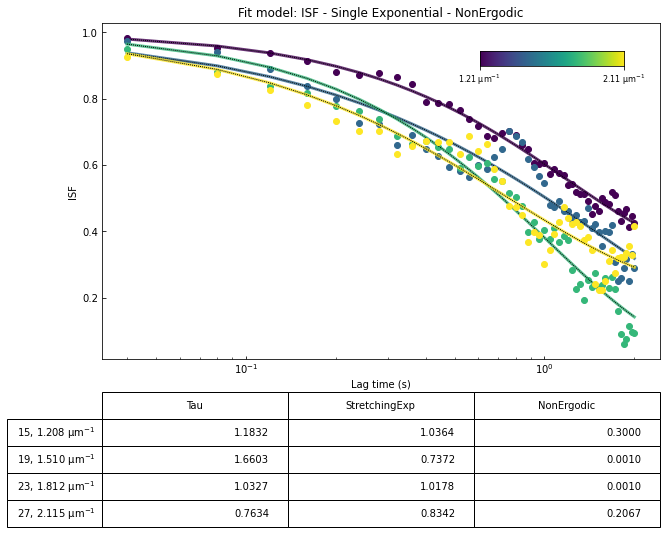 Fit model: ISF - Single Exponential - NonErgodic
1.0
0.8
0.6
0.4
0.2
ISF
1.21 μm⁻¹ 2.11 μm⁻¹
10⁻¹ 10⁰
Lag time (s)
Tau StretchingExp NonErgodic
15, 1.208 μm⁻¹ 1.1832 1.0364 0.3000
19, 1.510 μm⁻¹ 1.6603 0.7372 0.0010
23, 1.812 μm⁻¹ 1.0327 1.0178 0.0010
27, 2.115 μm⁻¹ 0.7634 0.8342 0.2067